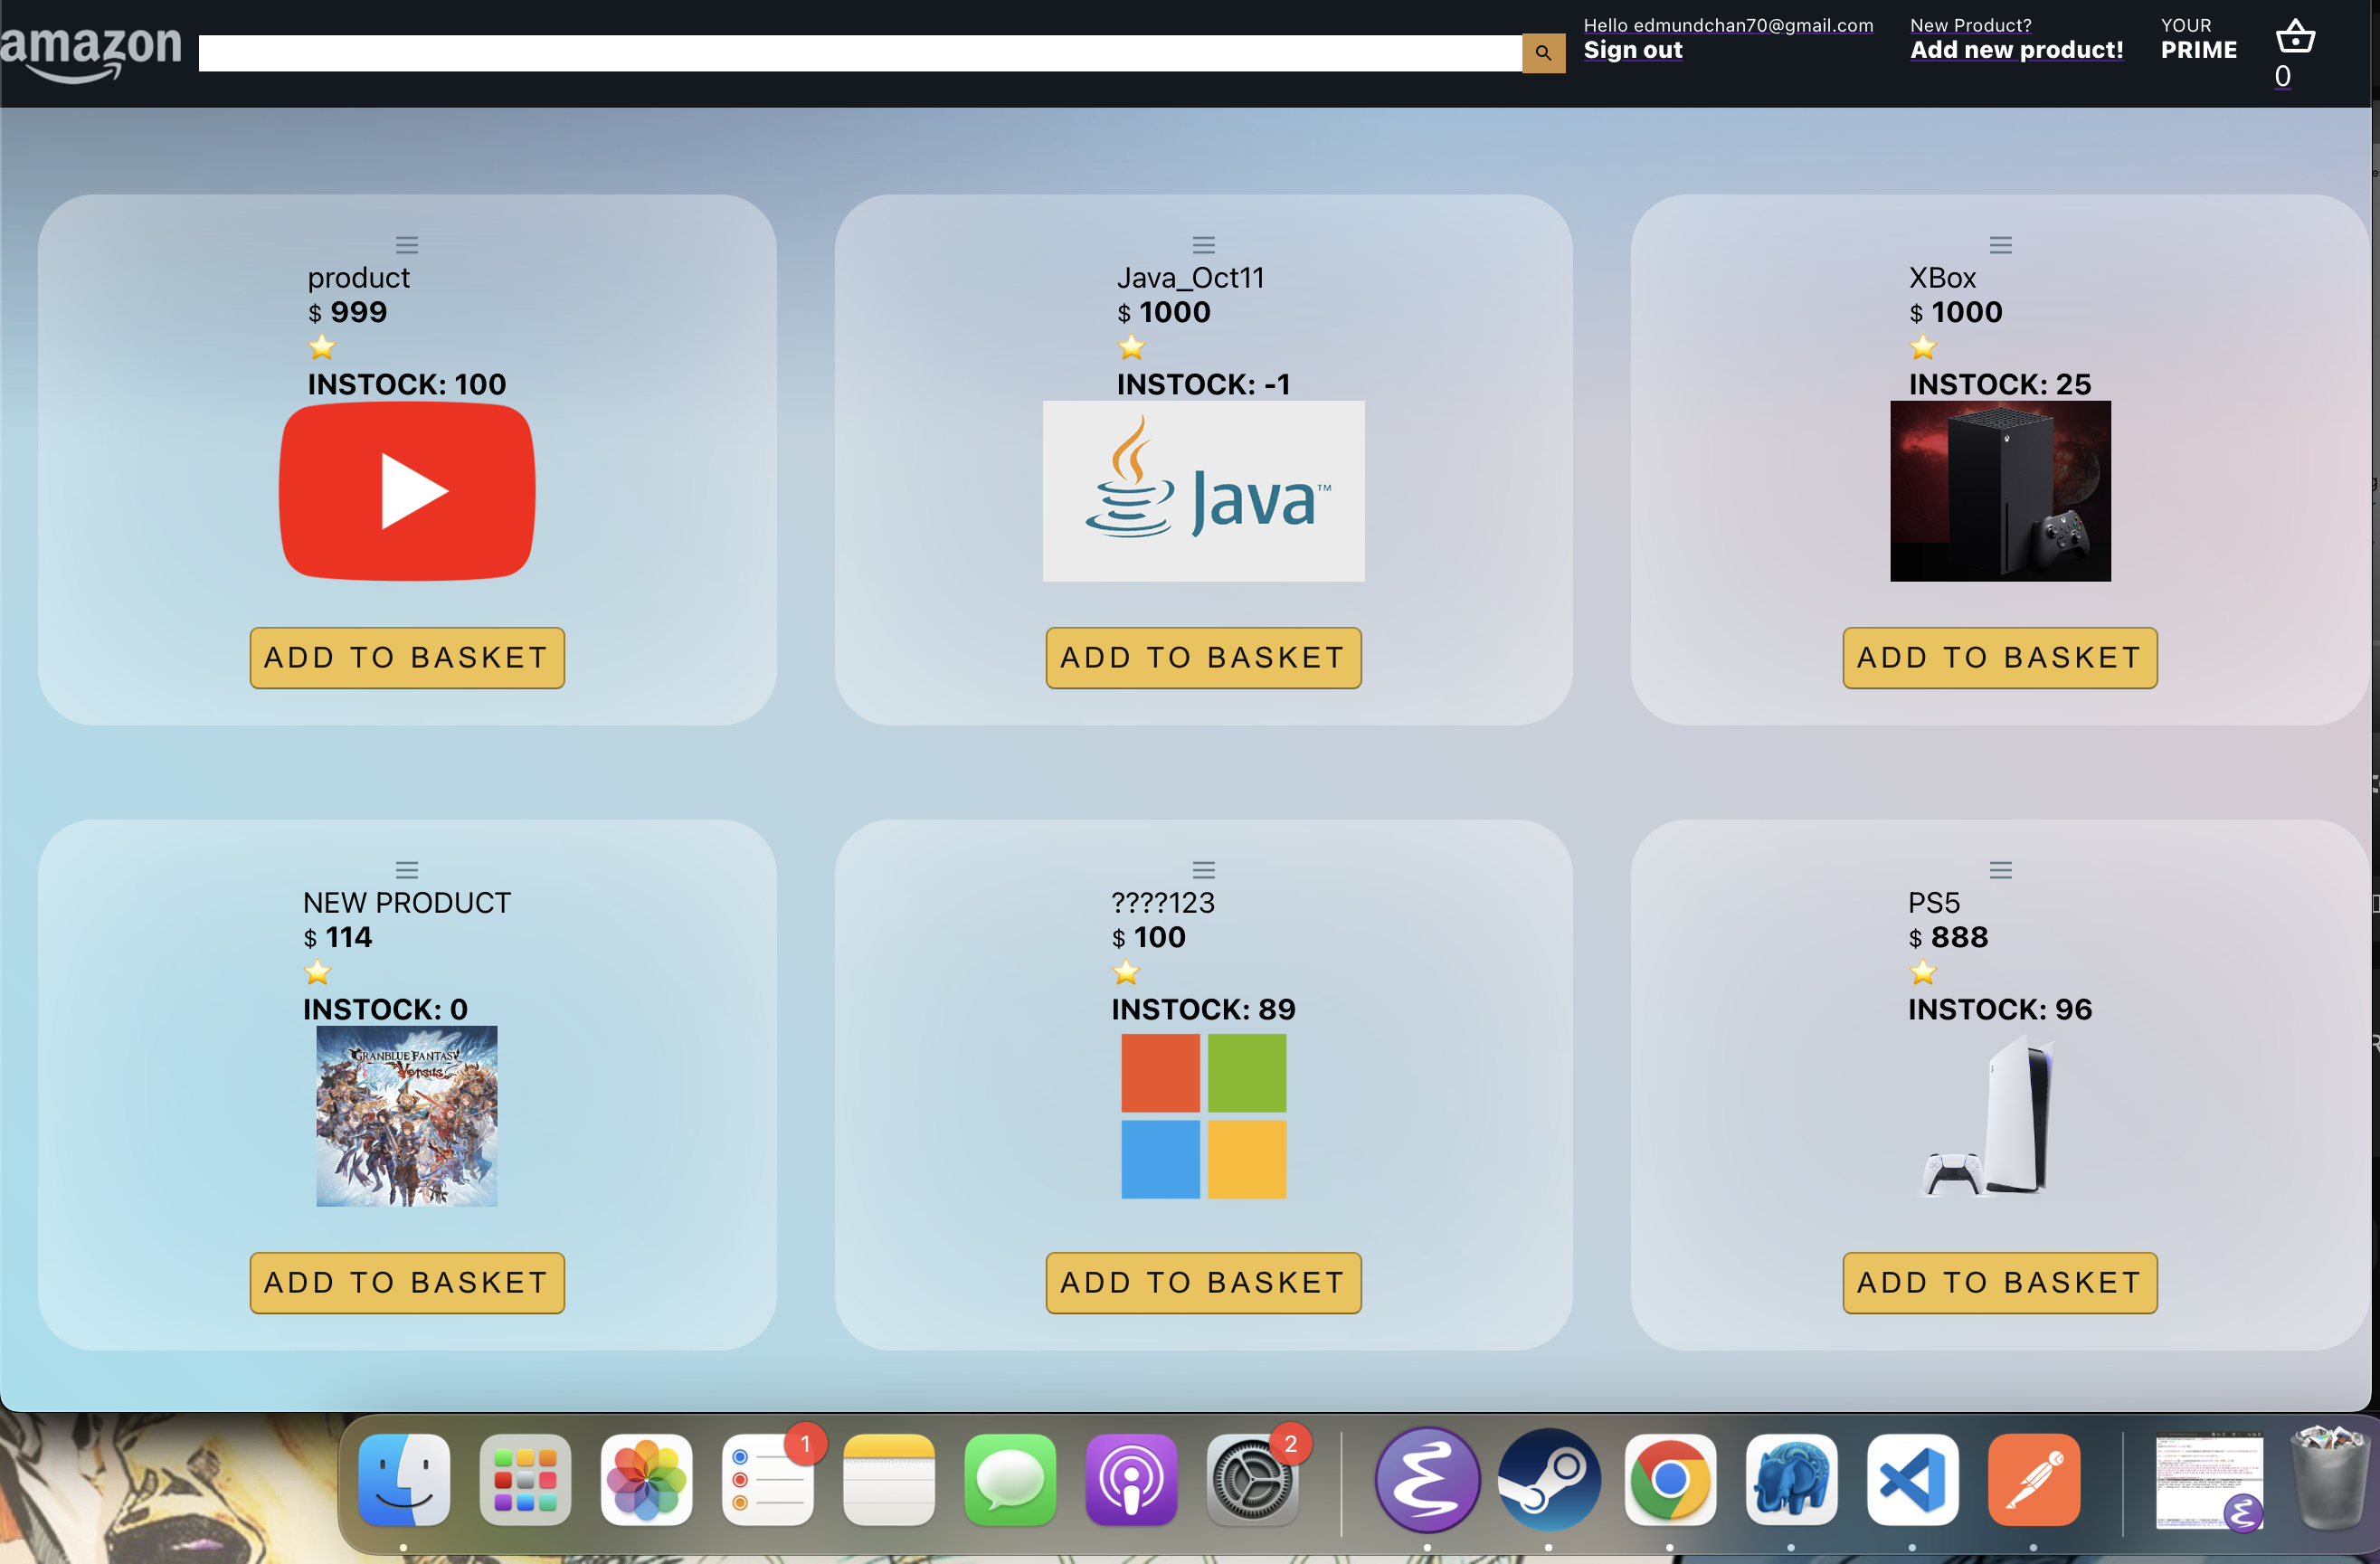 amazon
Hello edmundchan70@gmail.com
Sign out
New Product?
Add new product!
YOUR
PRIME
0
product
$ 999
INSTOCK: 100
ADD TO BASKET
Java_Oct11
$ 1000
INSTOCK: -1
Java™
ADD TO BASKET
XBox
$ 1000
INSTOCK: 25
ADD TO BASKET
NEW PRODUCT
$ 114
INSTOCK: 0
GRANBLUE FANTASY
Versus
ADD TO BASKET
????123
$ 100
INSTOCK: 89
ADD TO BASKET
PS5
$ 888
INSTOCK: 96
ADD TO BASKET
1
2